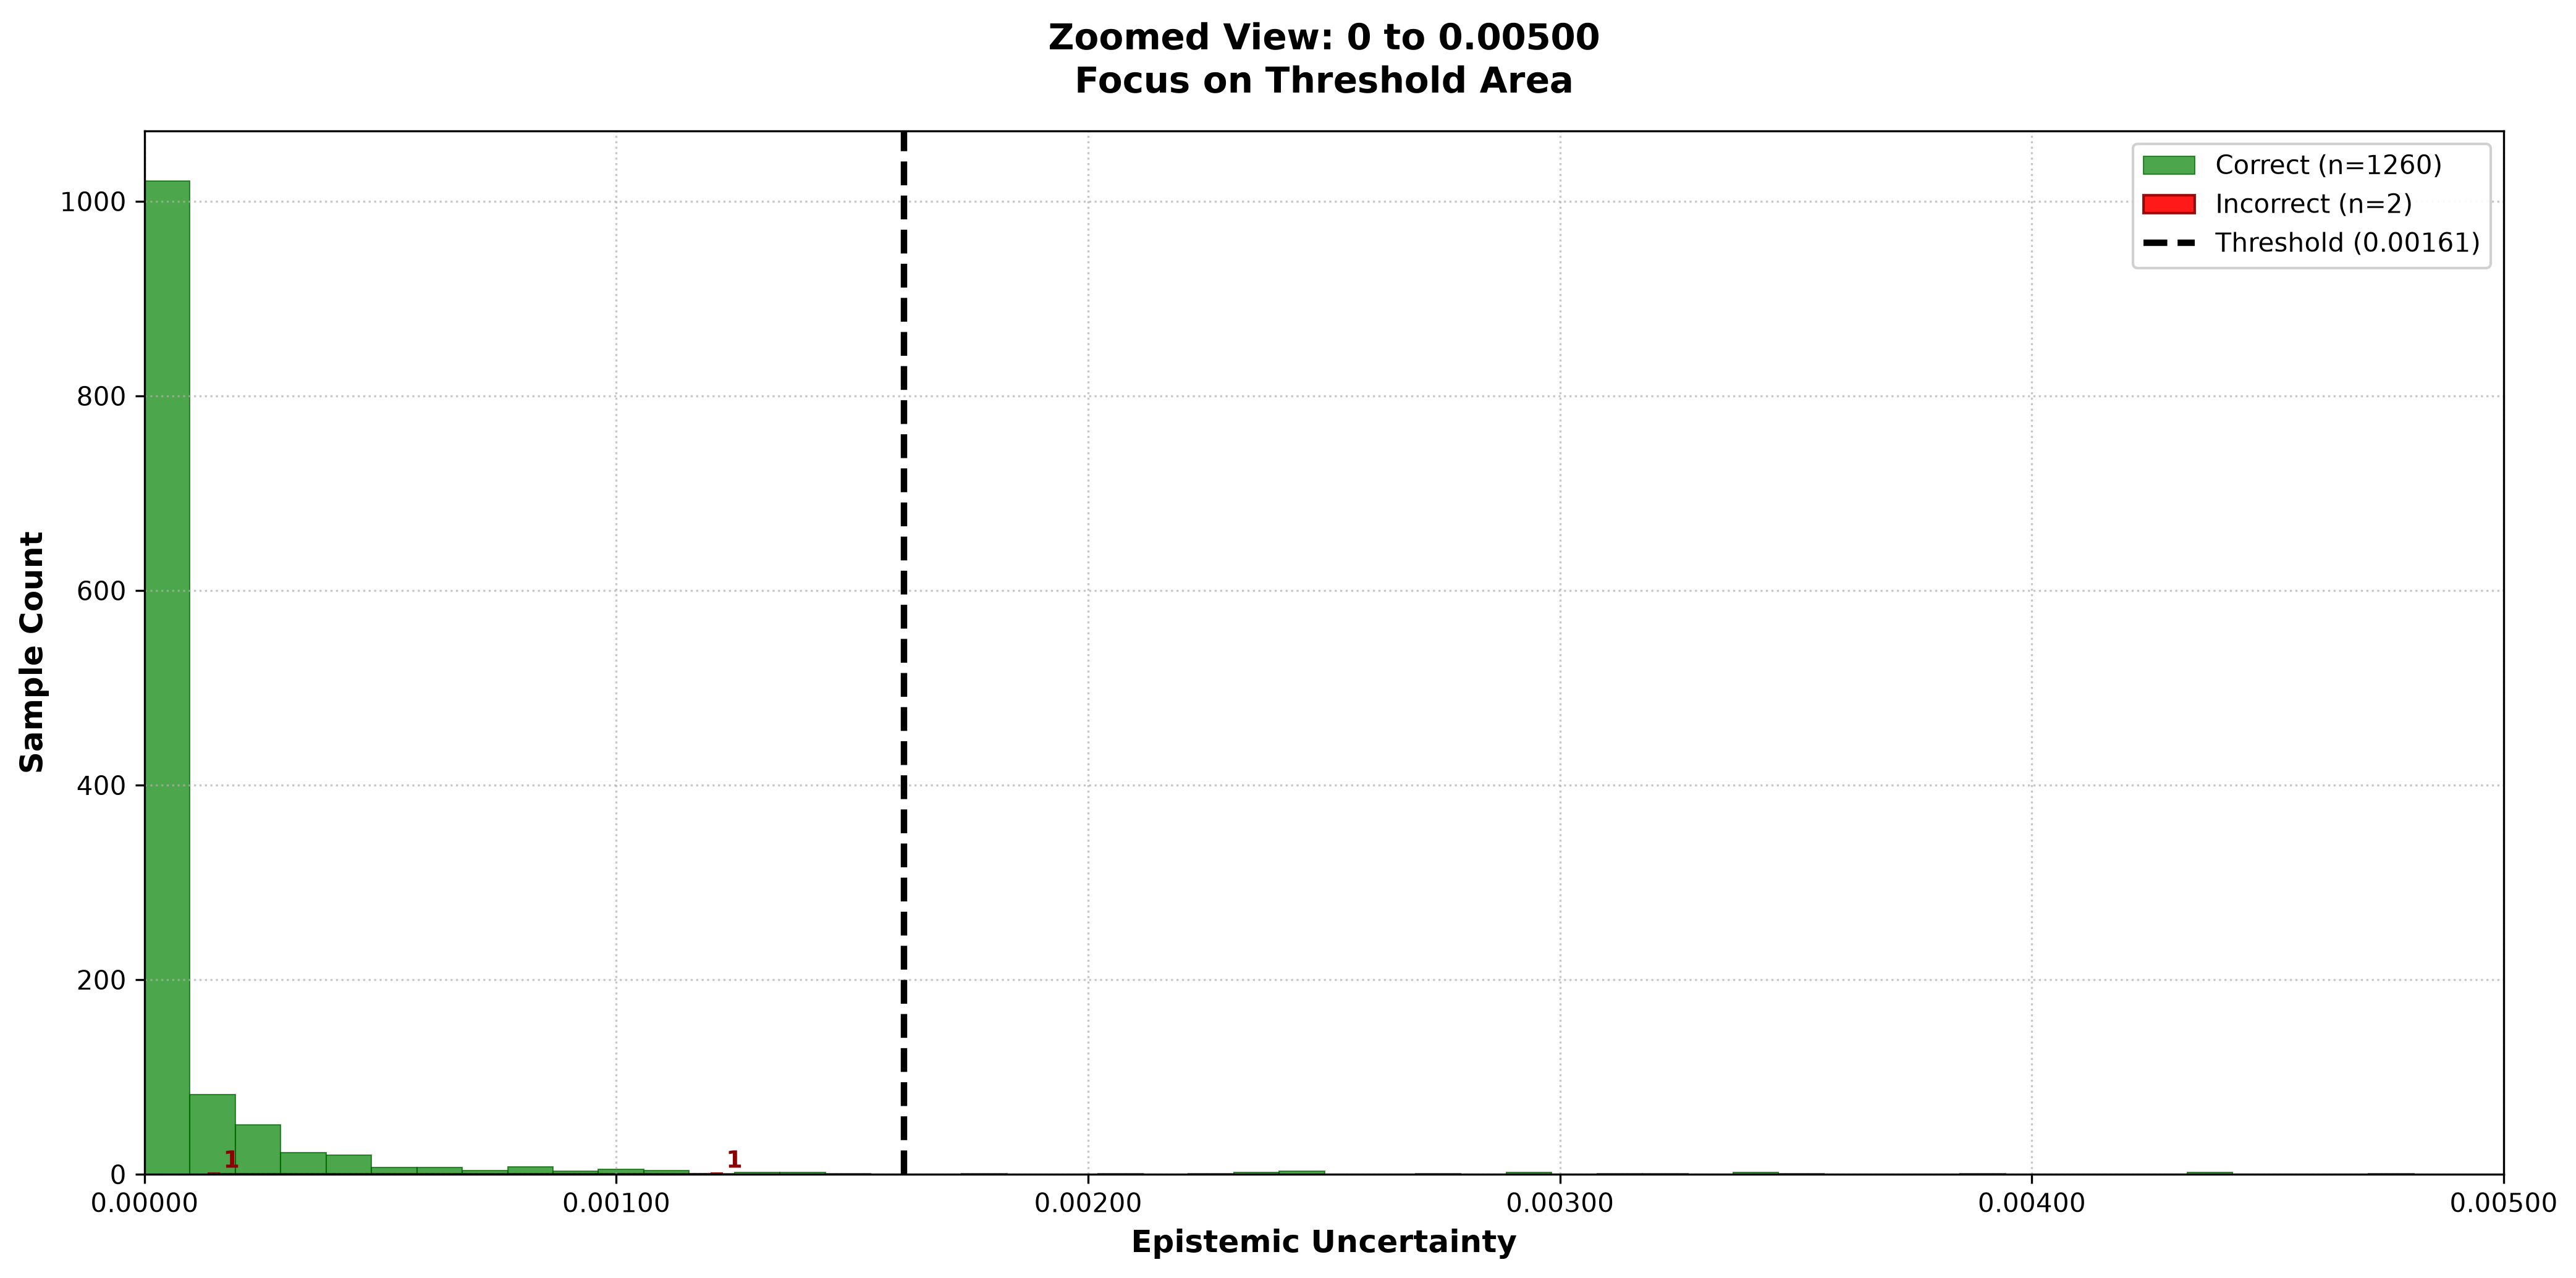 Zoomed View: 0 to 0.00500
Focus on Threshold Area
Correct (n=1260)
Incorrect (n=2)
Threshold (0.00161)
Sample Count
1000
800
600
400
200
0
1
1
0.00000
0.00100
0.00200
0.00300
0.00400
0.00500
Epistemic Uncertainty